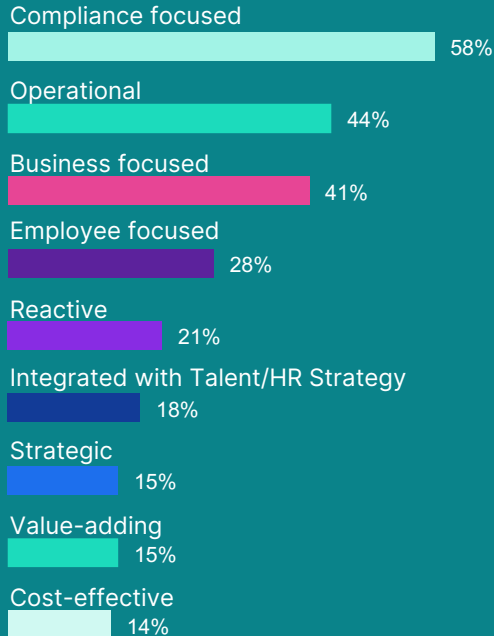 Compliance focused
58%
Operational
44%
Business focused
41%
Employee focused
28%
Reactive
21%
Integrated with Talent/HR Strategy
18%
Strategic
15%
Value-adding
15%
Cost-effective
14%